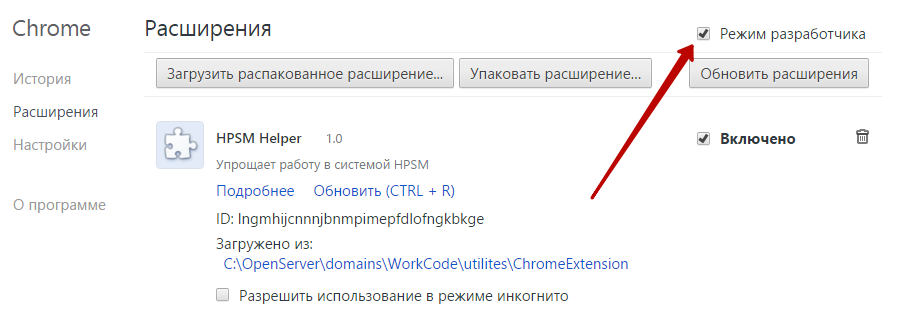 Chrome
Расширения
Режим разработчика
Загрузить распакованное расширение...
Упаковать расширение...
Обновить расширения
История
Расширения
Настройки
О программе
HPSM Helper 1.0
Включено
Упрощает работу в системой HPSM
Подробнее Обновить (CTRL + R)
ID: lngmhijcnnnjbnmpimepfdlofngkbkge
Загружено из:
C:\OpenServer\domains\WorkCode\utilites\ChromeExtension
Разрешить использование в режиме инкогнито